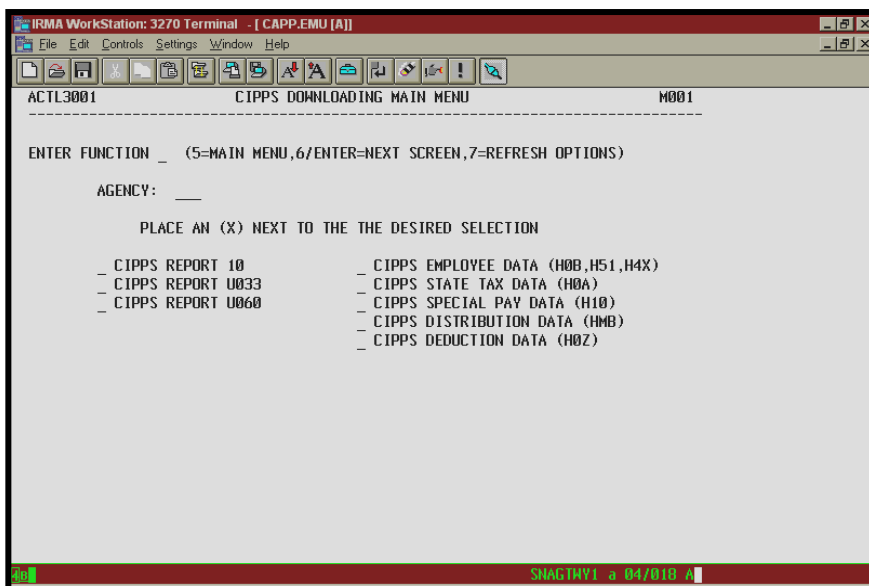 IRMA WorkStation: 3270 Terminal - [ CAPP.EMU [A]]
File Edit Controls Settings Window Help
ACTL3001 CIPPS DOWNLOADING MAIN MENU M001
ENTER FUNCTION _ (5=MAIN MENU,6/ENTER=NEXT SCREEN,7=REFRESH OPTIONS)
AGENCY: ___
PLACE AN (X) NEXT TO THE THE DESIRED SELECTION
_ CIPPS REPORT 10 _ CIPPS EMPLOYEE DATA (H0B,H51,H4X)
_ CIPPS REPORT U033 _ CIPPS STATE TAX DATA (H0A)
_ CIPPS REPORT U060 _ CIPPS SPECIAL PAY DATA (H10)
_ CIPPS DISTRIBUTION DATA (HMB)
_ CIPPS DEDUCTION DATA (H0Z)
4B SNAGTWY1 a 04/018 A